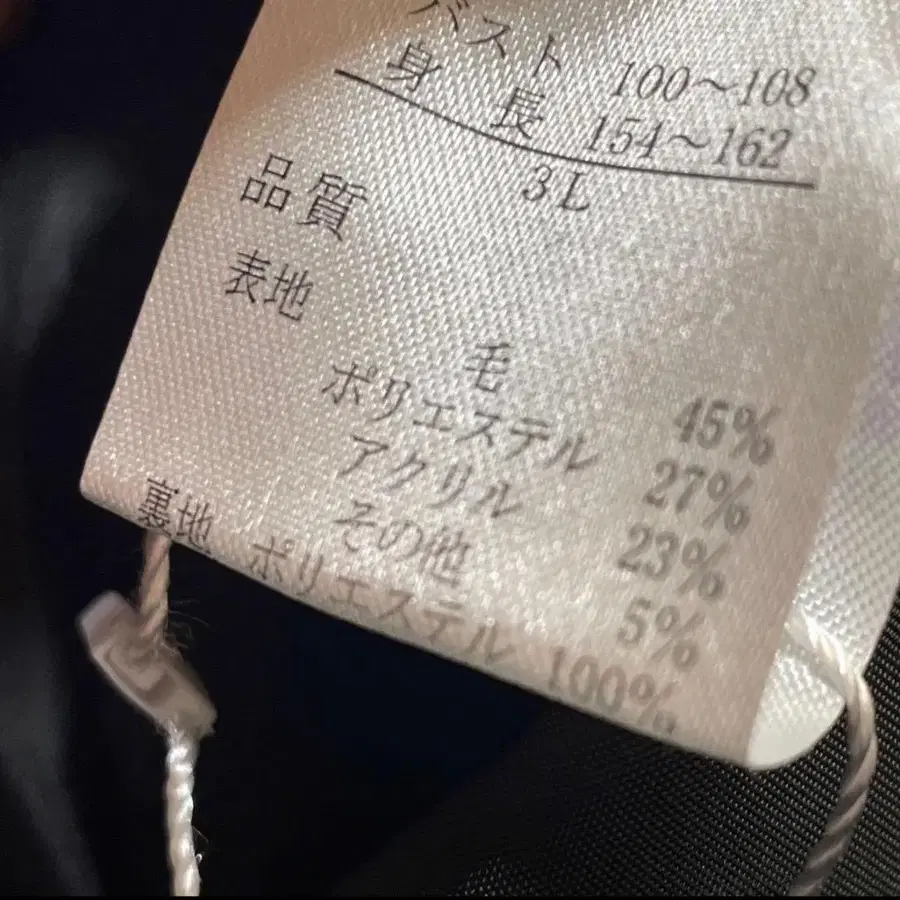 バスト 100～108
身長 154～162
3L
品質
表地
毛 45%
ポリエステル 27%
アクリル 23%
その他 5%
裏地 ポリエステル 100%